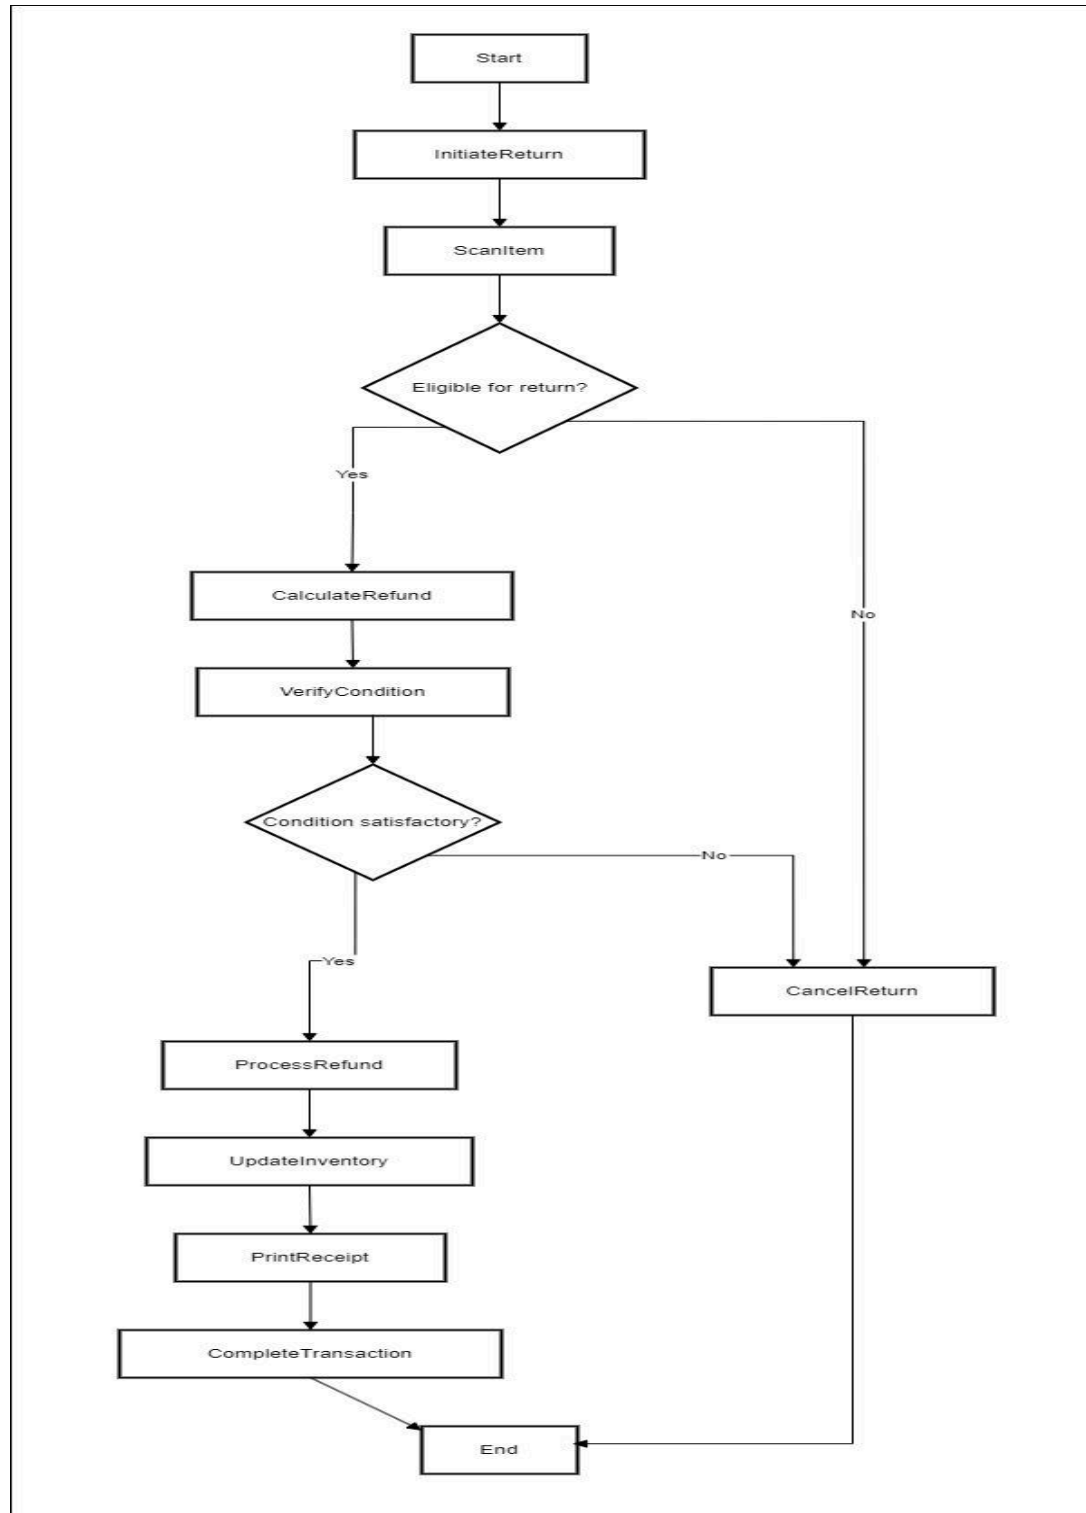 Start
InitiateReturn
ScanItem
Eligible for return?
Yes
No
CalculateRefund
VerifyCondition
Condition satisfactory?
No
Yes
CancelReturn
ProcessRefund
UpdateInventory
PrintReceipt
CompleteTransaction
End